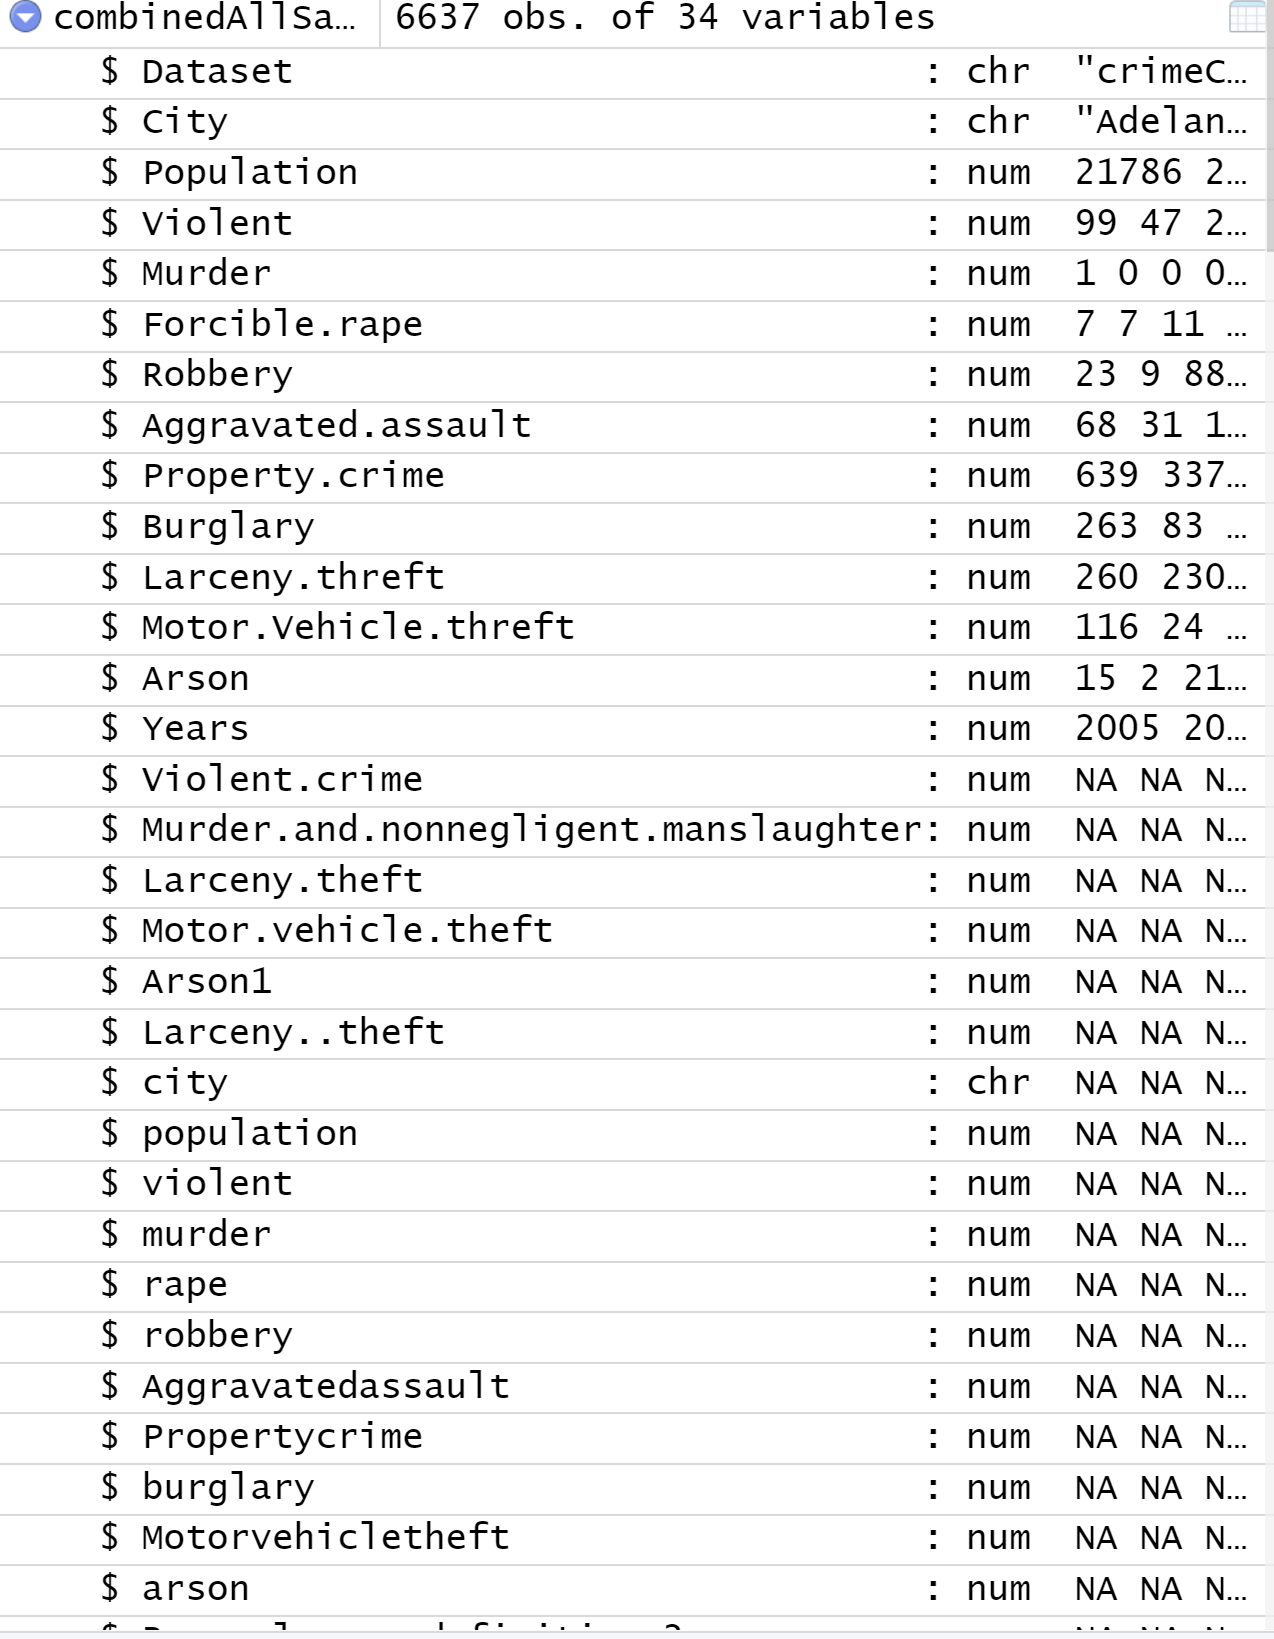 combinedAllSa… 6637 obs. of 34 variables
$ Dataset : chr "crimeC…
$ City : chr "Adelan…
$ Population : num 21786 2…
$ Violent : num 99 47 2…
$ Murder : num 1 0 0 0…
$ Forcible.rape : num 7 7 11 …
$ Robbery : num 23 9 88…
$ Aggravated.assault : num 68 31 1…
$ Property.crime : num 639 337…
$ Burglary : num 263 83 …
$ Larceny.threft : num 260 230…
$ Motor.Vehicle.threft : num 116 24 …
$ Arson : num 15 2 21…
$ Years : num 2005 20…
$ Violent.crime : num NA NA N…
$ Murder.and.nonnegligent.manslaughter: num NA NA N…
$ Larceny.theft : num NA NA N…
$ Motor.vehicle.theft : num NA NA N…
$ Arson1 : num NA NA N…
$ Larceny..theft : num NA NA N…
$ city : chr NA NA N…
$ population : num NA NA N…
$ violent : num NA NA N…
$ murder : num NA NA N…
$ rape : num NA NA N…
$ robbery : num NA NA N…
$ Aggravatedassault : num NA NA N…
$ Propertycrime : num NA NA N…
$ burglary : num NA NA N…
$ Motorvehicletheft : num NA NA N…
$ arson : num NA NA N…